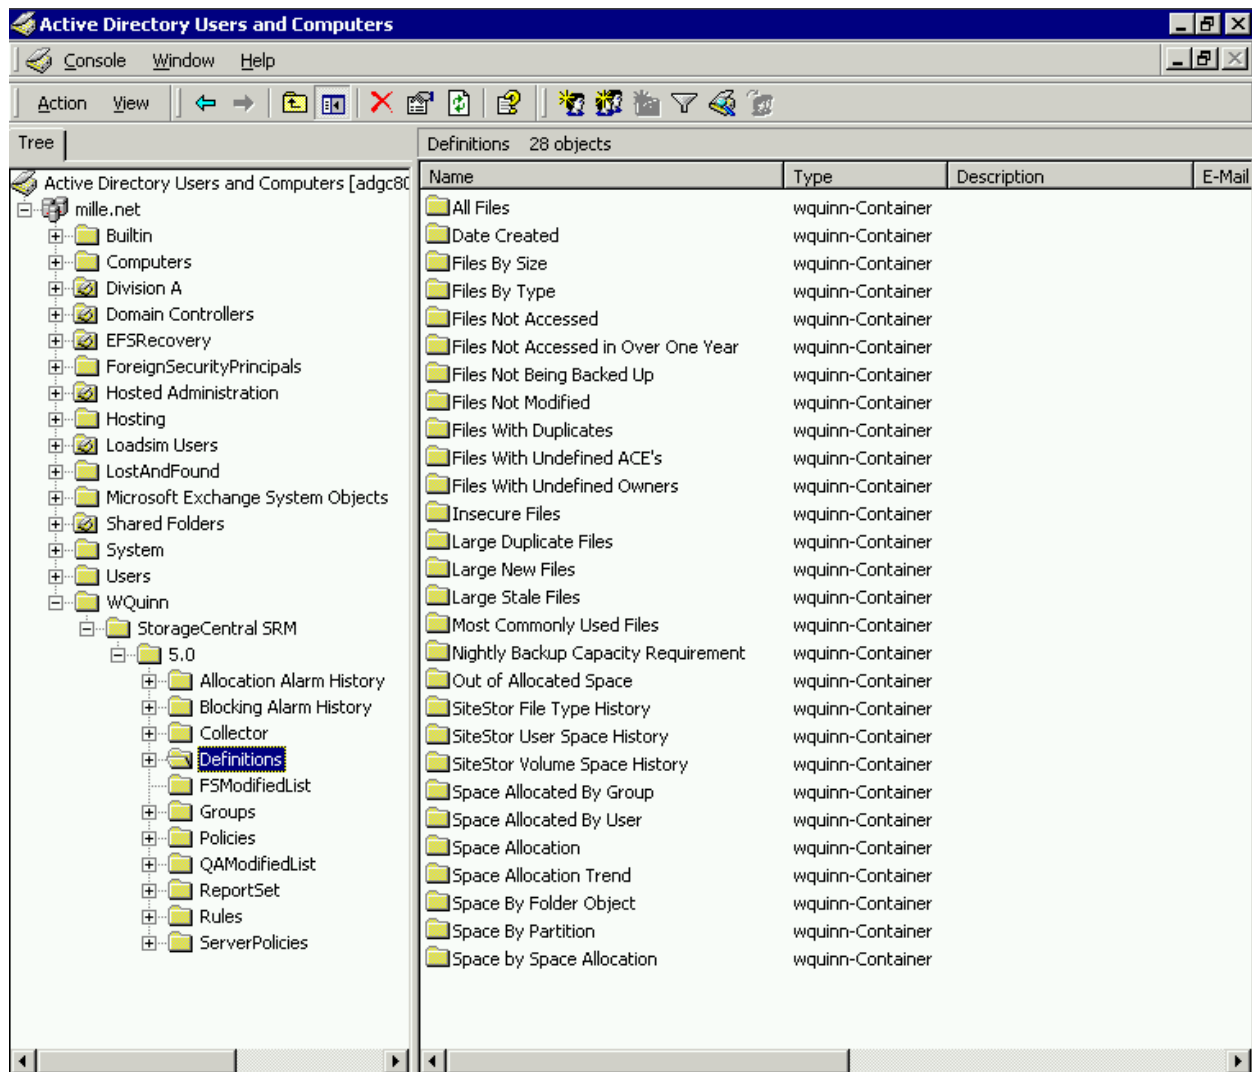 Active Directory Users and Computers
Console Window Help
Action View
Tree
Definitions 28 objects
Active Directory Users and Computers [adgc80
mille.net
Builtin
Computers
Division A
Domain Controllers
EFSRecovery
ForeignSecurityPrincipals
Hosted Administration
Hosting
Loadsim Users
LostAndFound
Microsoft Exchange System Objects
Shared Folders
System
Users
WQuinn
StorageCentral SRM
5.0
Allocation Alarm History
Blocking Alarm History
Collector
Definitions
FSModifiedList
Groups
Policies
QAModifiedList
ReportSet
Rules
ServerPolicies
Name Type Description E-Mail
All Files wquinn-Container
Date Created wquinn-Container
Files By Size wquinn-Container
Files By Type wquinn-Container
Files Not Accessed wquinn-Container
Files Not Accessed in Over One Year wquinn-Container
Files Not Being Backed Up wquinn-Container
Files Not Modified wquinn-Container
Files With Duplicates wquinn-Container
Files With Undefined ACE's wquinn-Container
Files With Undefined Owners wquinn-Container
Insecure Files wquinn-Container
Large Duplicate Files wquinn-Container
Large New Files wquinn-Container
Large Stale Files wquinn-Container
Most Commonly Used Files wquinn-Container
Nightly Backup Capacity Requirement wquinn-Container
Out of Allocated Space wquinn-Container
SiteStor File Type History wquinn-Container
SiteStor User Space History wquinn-Container
SiteStor Volume Space History wquinn-Container
Space Allocated By Group wquinn-Container
Space Allocated By User wquinn-Container
Space Allocation wquinn-Container
Space Allocation Trend wquinn-Container
Space By Folder Object wquinn-Container
Space By Partition wquinn-Container
Space by Space Allocation wquinn-Container